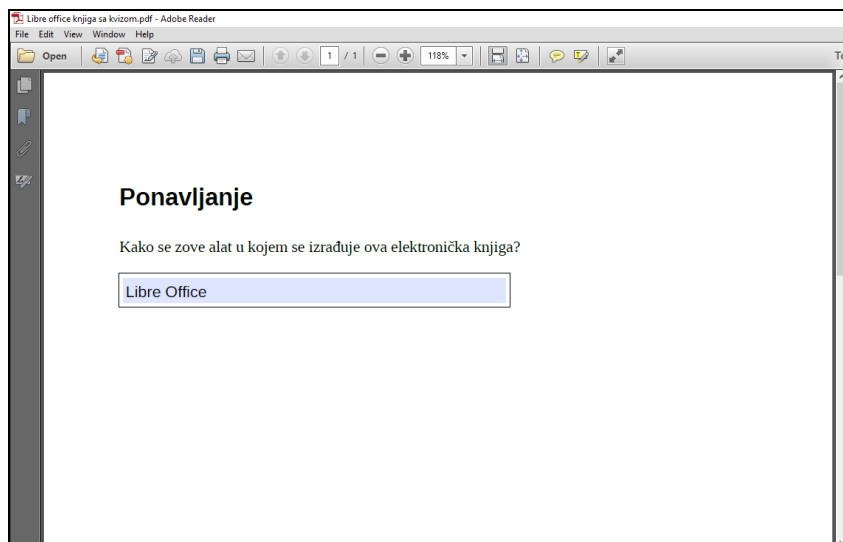 Libre office knjiga sa kvizom.pdf - Adobe Reader
File Edit View Window Help
Open 1 / 1 118%
Ponavljanje
Kako se zove alat u kojem se izrađuje ova elektronička knjiga?
Libre Office